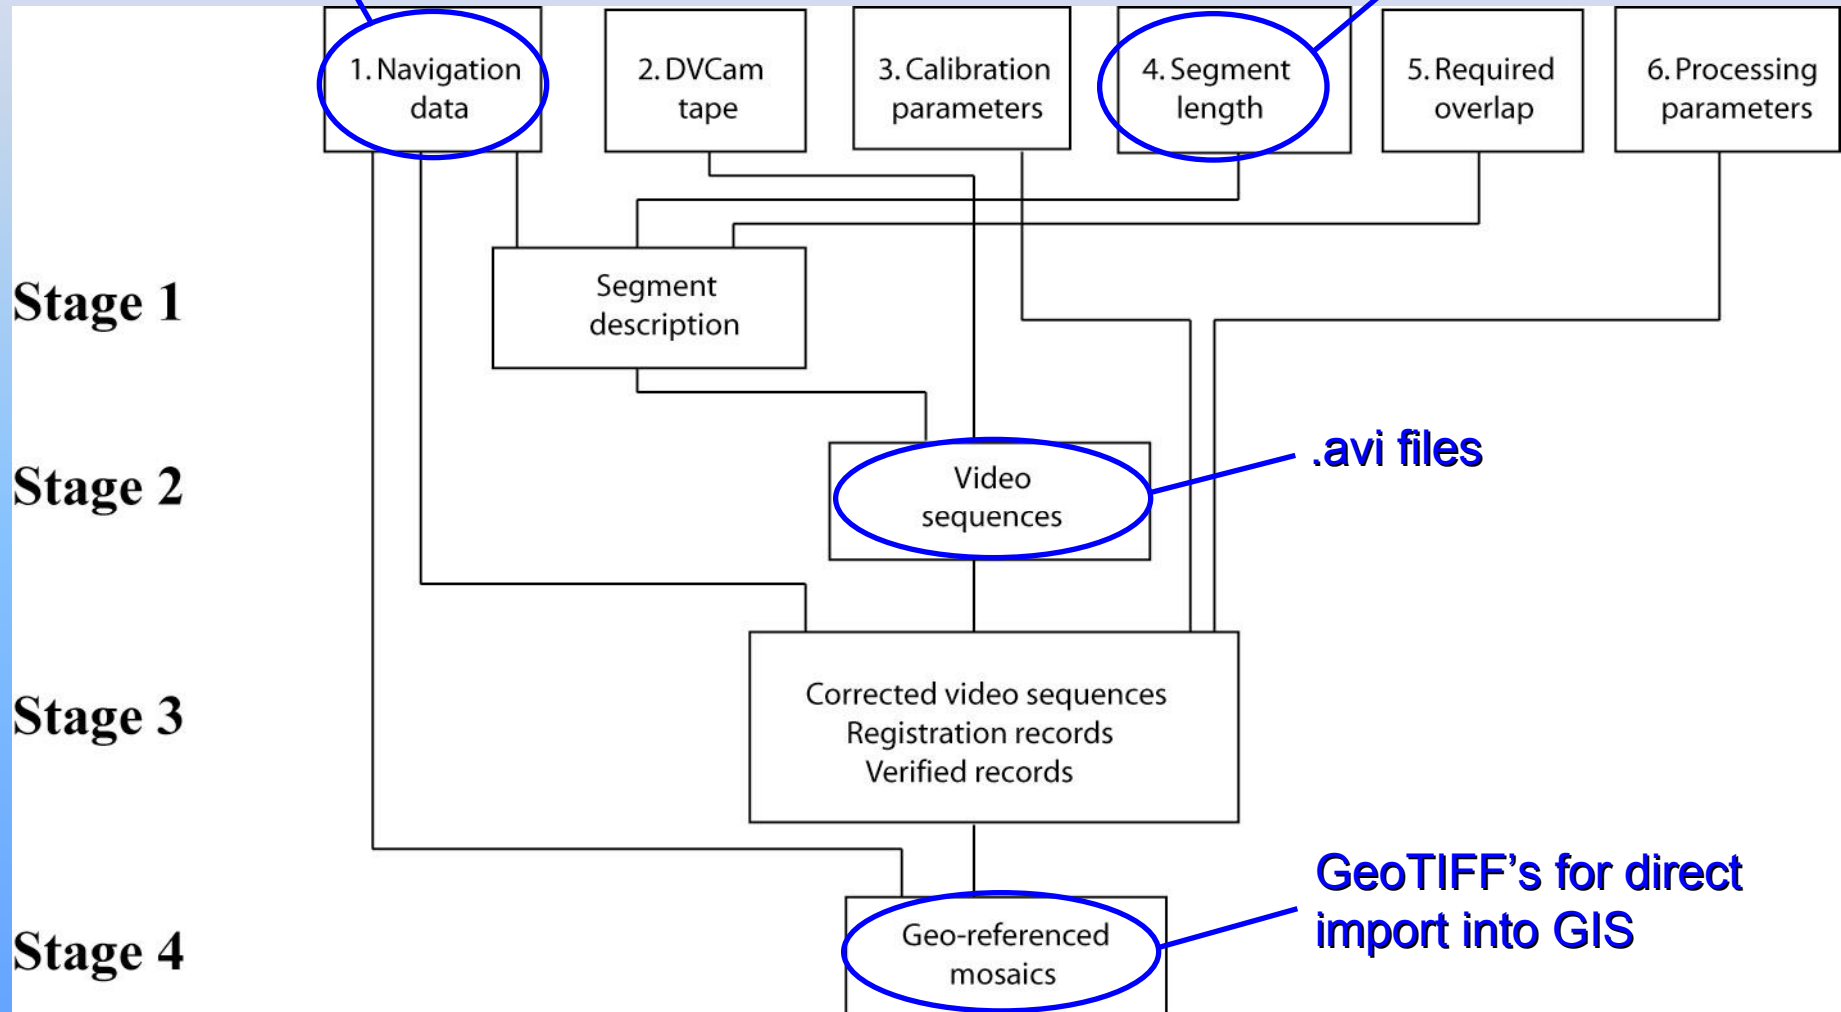 1. Navigation
data
2. DVCam
tape
3. Calibration
parameters
4. Segment
length
5. Required
overlap
6. Processing
parameters
Stage 1
Segment
description
Stage 2
Video
sequences
.avi files
Stage 3
Corrected video sequences
Registration records
Verified records
Stage 4
Geo-referenced
mosaics
GeoTIFF’s for direct
import into GIS